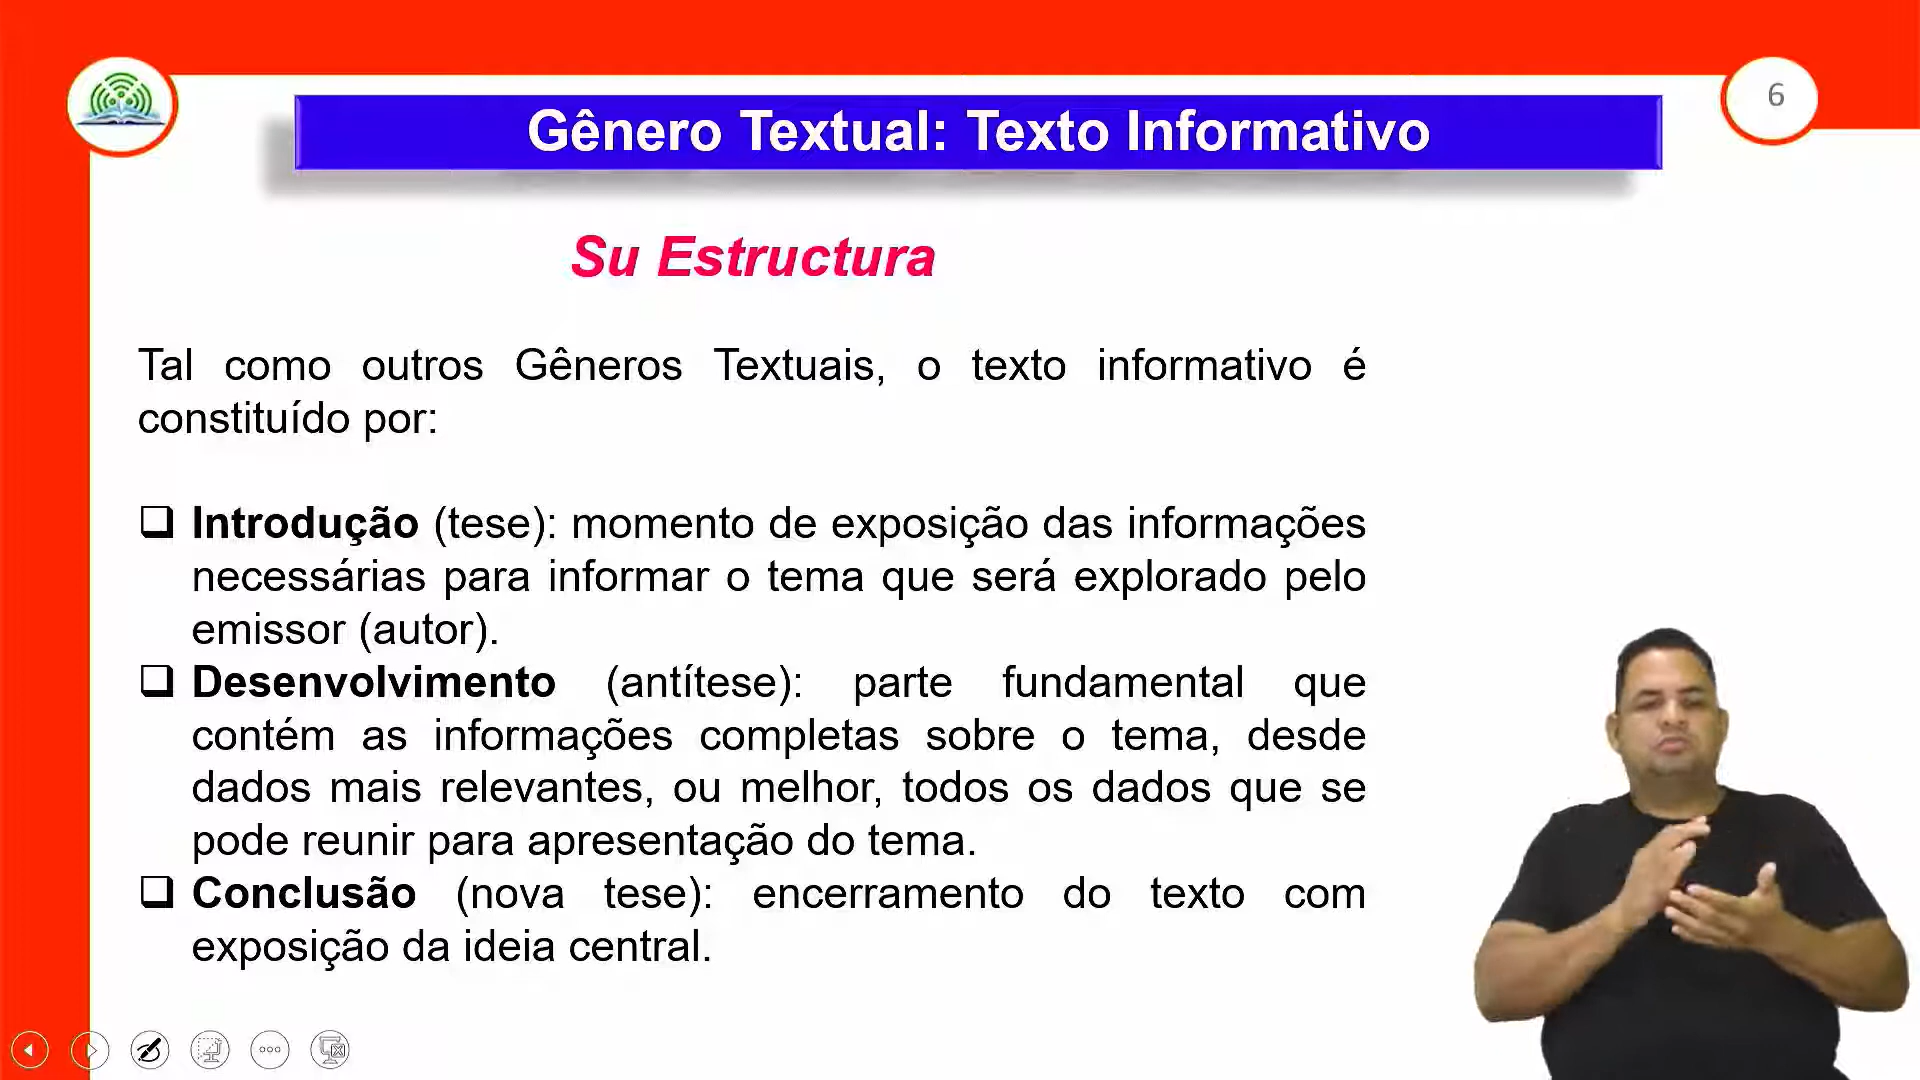 6
Gênero Textual: Texto Informativo
Su Estructura
Tal como outros Gêneros Textuais, o texto informativo é
constituído por:
❑ Introdução (tese): momento de exposição das informações
necessárias para informar o tema que será explorado pelo
emissor (autor).
❑ Desenvolvimento (antítese): parte fundamental que
contém as informações completas sobre o tema, desde
dados mais relevantes, ou melhor, todos os dados que se
pode reunir para apresentação do tema.
❑ Conclusão (nova tese): encerramento do texto com
exposição da ideia central.